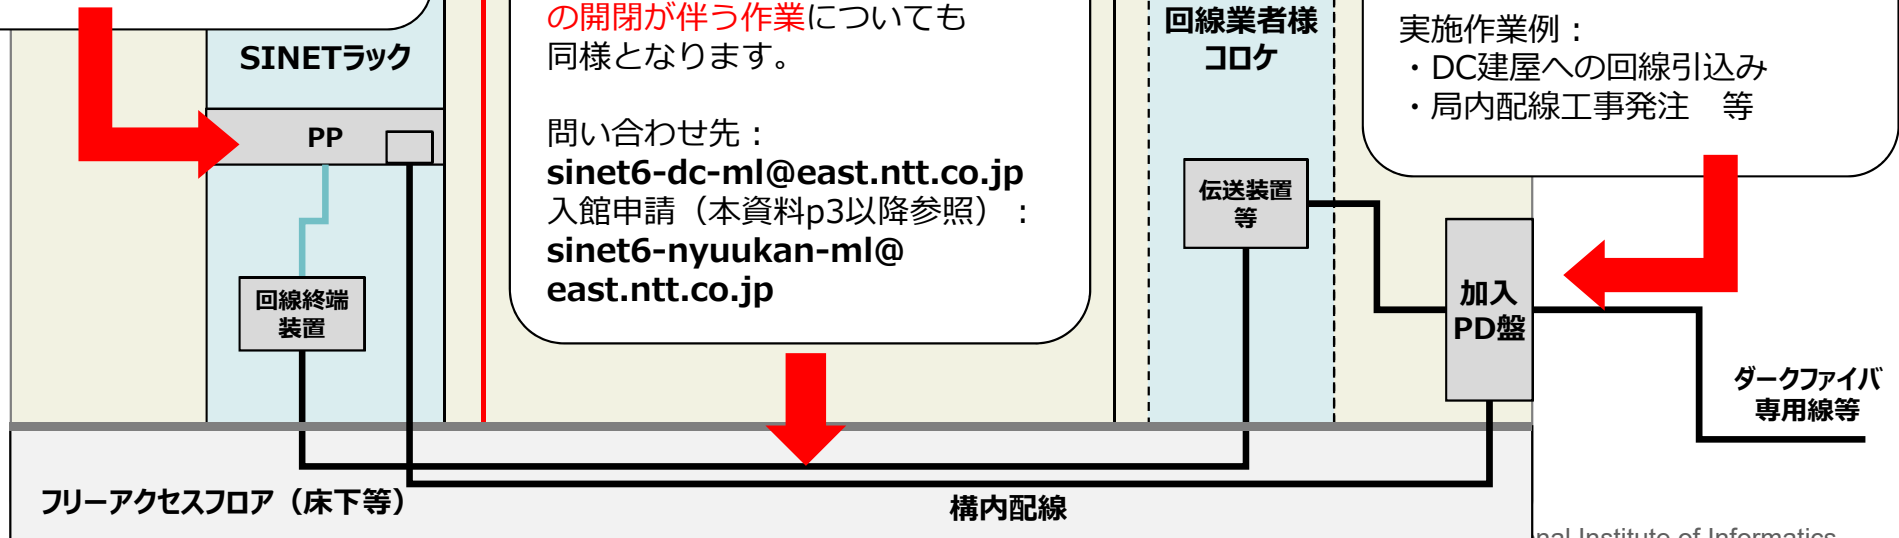 の開閉が伴う作業についても
同様となります。
問い合わせ先：
sinet6-dc-ml@east.ntt.co.jp
入館申請（本資料p3以降参照）：
sinet6-nyuukan-ml@
east.ntt.co.jp
SINETラック
PP
回線終端
装置
回線業者様
コロケ
伝送装置
等
実施作業例：
・DC建屋への回線引込み
・局内配線工事発注　等
加入
PD盤
ダークファイバ
専用線等
フリーアクセスフロア（床下等）
構内配線
nal Institute of Informatics